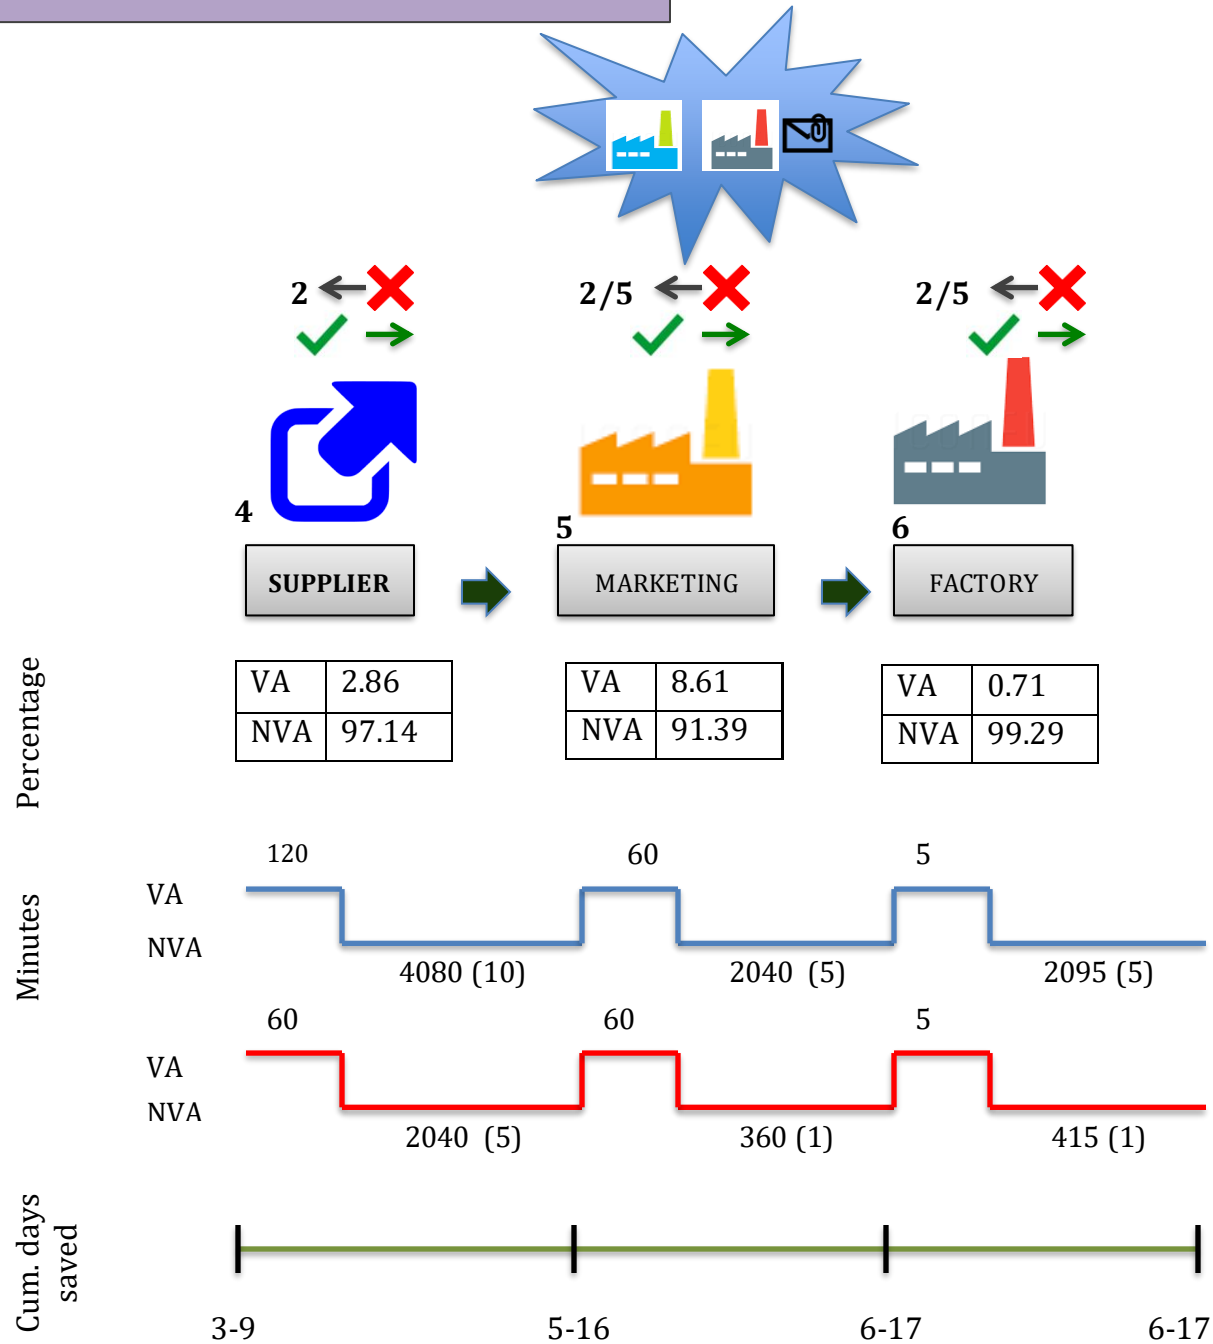 2
2/5
2/5
4
5
6
SUPPLIER
MARKETING
FACTORY
Percentage
VA 2.86
NVA 97.14
VA 8.61
NVA 91.39
VA 0.71
NVA 99.29
Minutes
120
60
5
VA
NVA
4080 (10)
2040 (5)
2095 (5)
60
60
5
VA
NVA
2040 (5)
360 (1)
415 (1)
Cum. days
saved
3-9
5-16
6-17
6-17